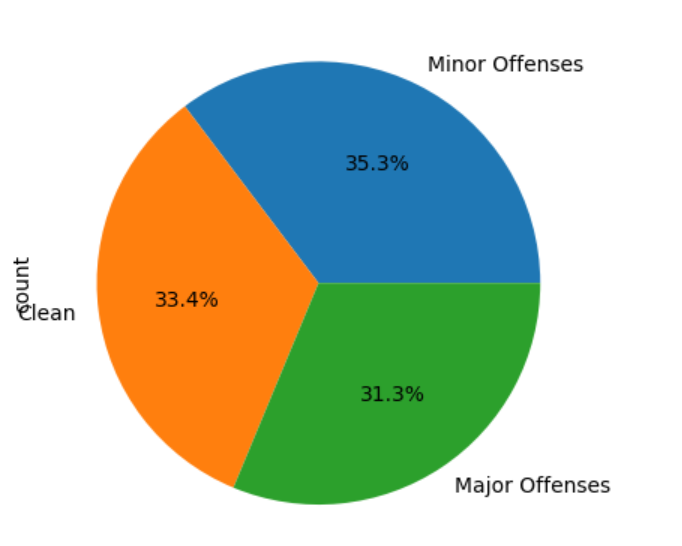 Minor Offenses
35.3%
count
33.4%
Clean
31.3%
Major Offenses